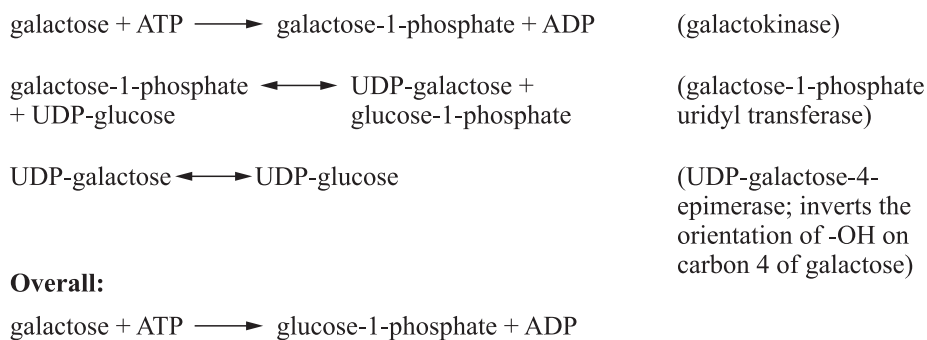 galactose + ATP ⟶ galactose-1-phosphate + ADP (galactokinase)
galactose-1-phosphate ⟷ UDP-galactose + (galactose-1-phosphate
+ UDP-glucose glucose-1-phosphate uridyl transferase)
UDP-galactose ⟷ UDP-glucose (UDP-galactose-4-
epimerase; inverts the
orientation of -OH on
carbon 4 of galactose)
Overall:
galactose + ATP ⟶ glucose-1-phosphate + ADP